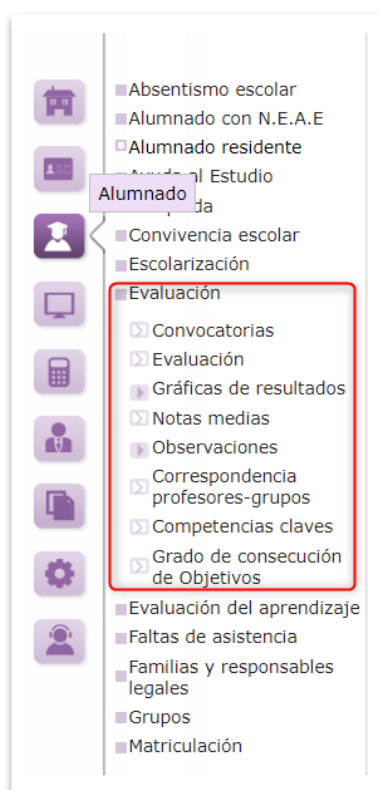 Absentismo escolar
Alumnado con N.E.A.E
Alumnado residente
al Estudio
Alumnado
Convivencia escolar
Escolarización
Evaluación
Convocatorias
Evaluación
Gráficas de resultados
Notas medias
Observaciones
Correspondencia
profesores-grupos
Competencias claves
Grado de consecución
de Objetivos
Evaluación del aprendizaje
Faltas de asistencia
Familias y responsables
legales
Grupos
Matriculación